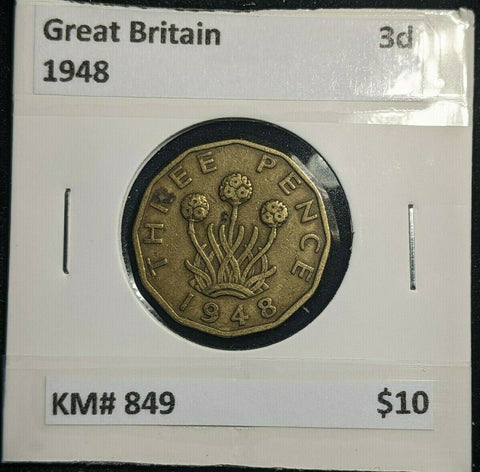 Great Britain 3d
1948
THREE PENCE
1948
KM# 849 $10